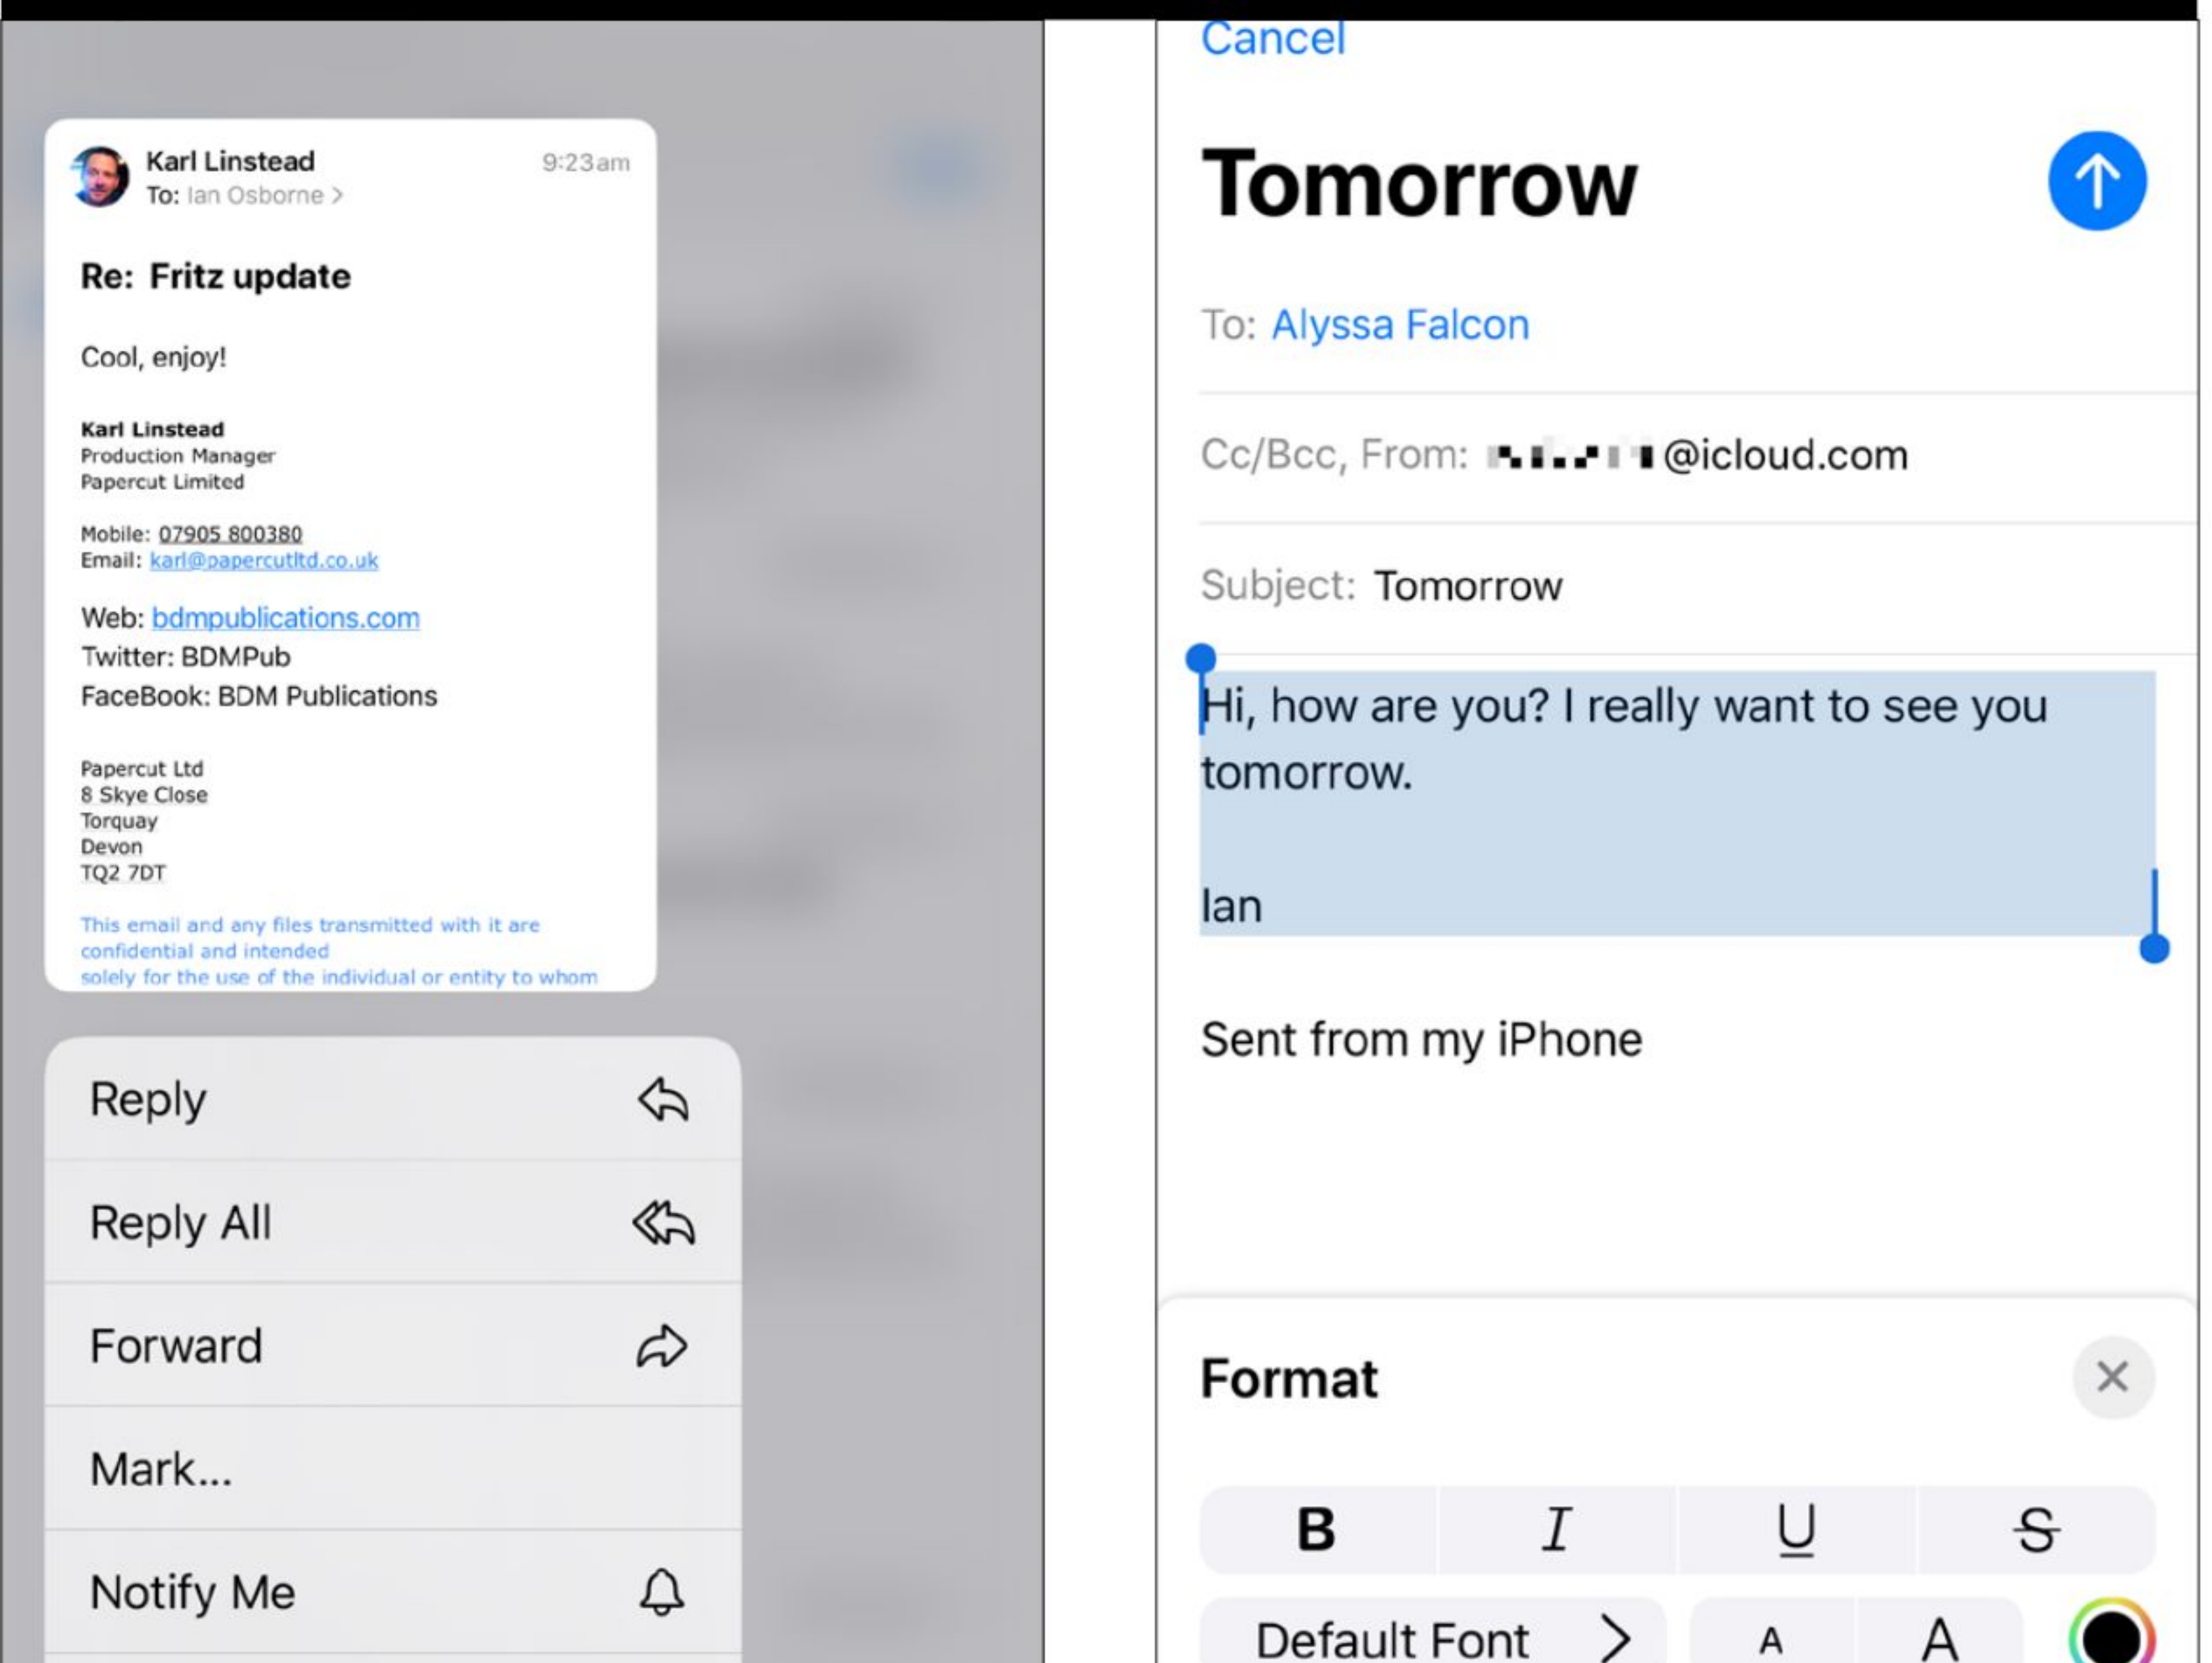 Karl Linstead
9:23am
To: Ian Osborne >
Re: Fritz update
Cool, enjoy!
Karl Linstead
Production Manager
Papercut Limited
Mobile: 07905 800380
Email: karl@papercutltd.co.uk
Web: bdmpublications.com
Twitter: BDMPub
FaceBook: BDM Publications
Papercut Ltd
8 Skye Close
Torquay
Devon
TQ2 7DT
This email and any files transmitted with it are
confidential and intended
solely for the use of the individual or entity to whom
Reply
Reply All
Forward
Mark...
Notify Me
Cancel
Tomorrow
To: Alyssa Falcon
Cc/Bcc, From: @icloud.com
Subject: Tomorrow
Hi, how are you? I really want to see you
tomorrow.
Ian
Sent from my iPhone
Format
B I U S
Default Font > A A